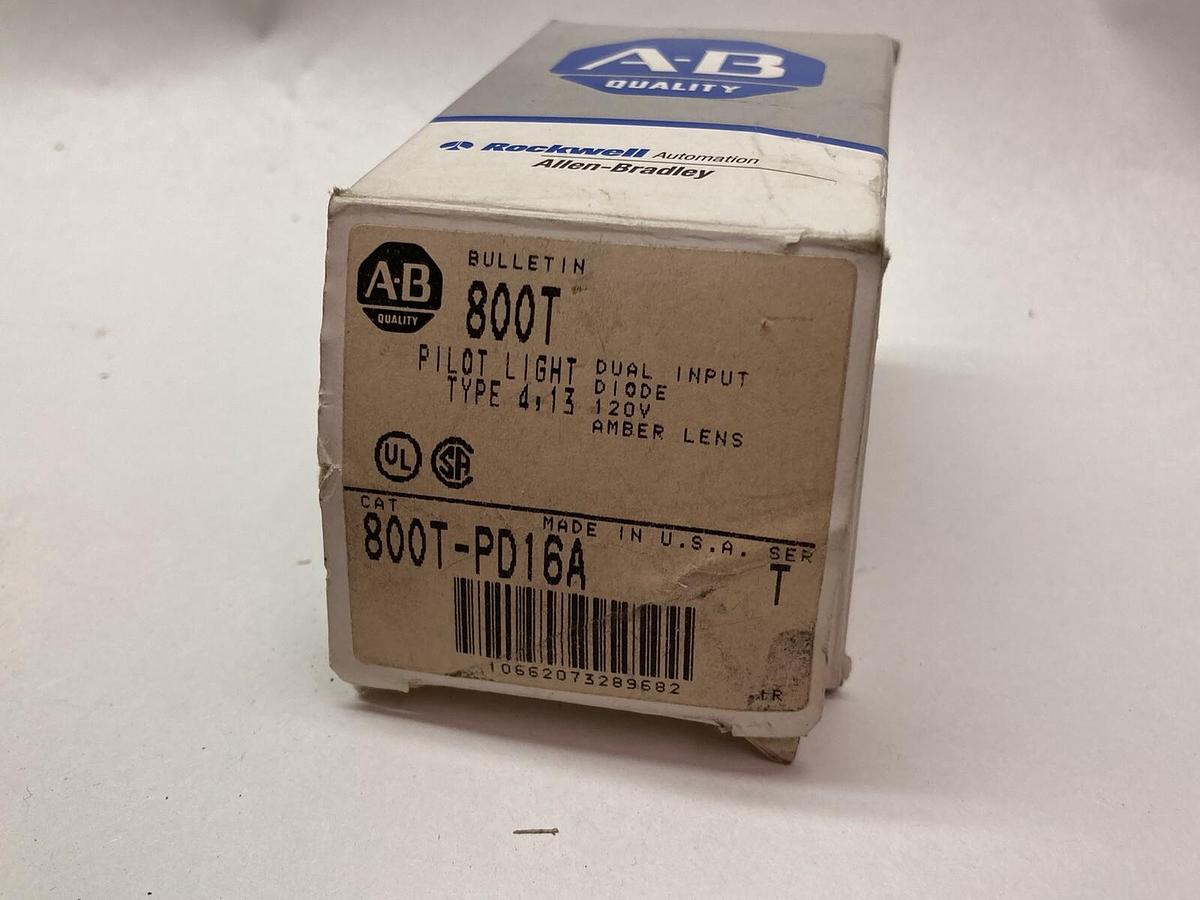 A·B
QUALITY
Rockwell Automation
Allen-Bradley
A·B
QUALITY
BULLETIN
800T
PILOT LIGHT DUAL INPUT
TYPE 4,13 DIODE
120V
AMBER LENS
UL SA
CAT
MADE IN U.S.A. SER
800T-PD16A T
10662073289682